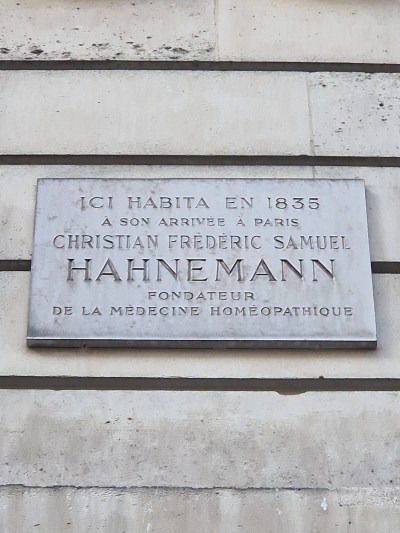 ICI HABITA EN 1835
À SON ARRIVÉE À PARIS
CHRISTIAN FRÉDÉRIC SAMUEL
HAHNEMANN
FONDATEUR
DE LA MÉDECINE HOMÉOPATHIQUE